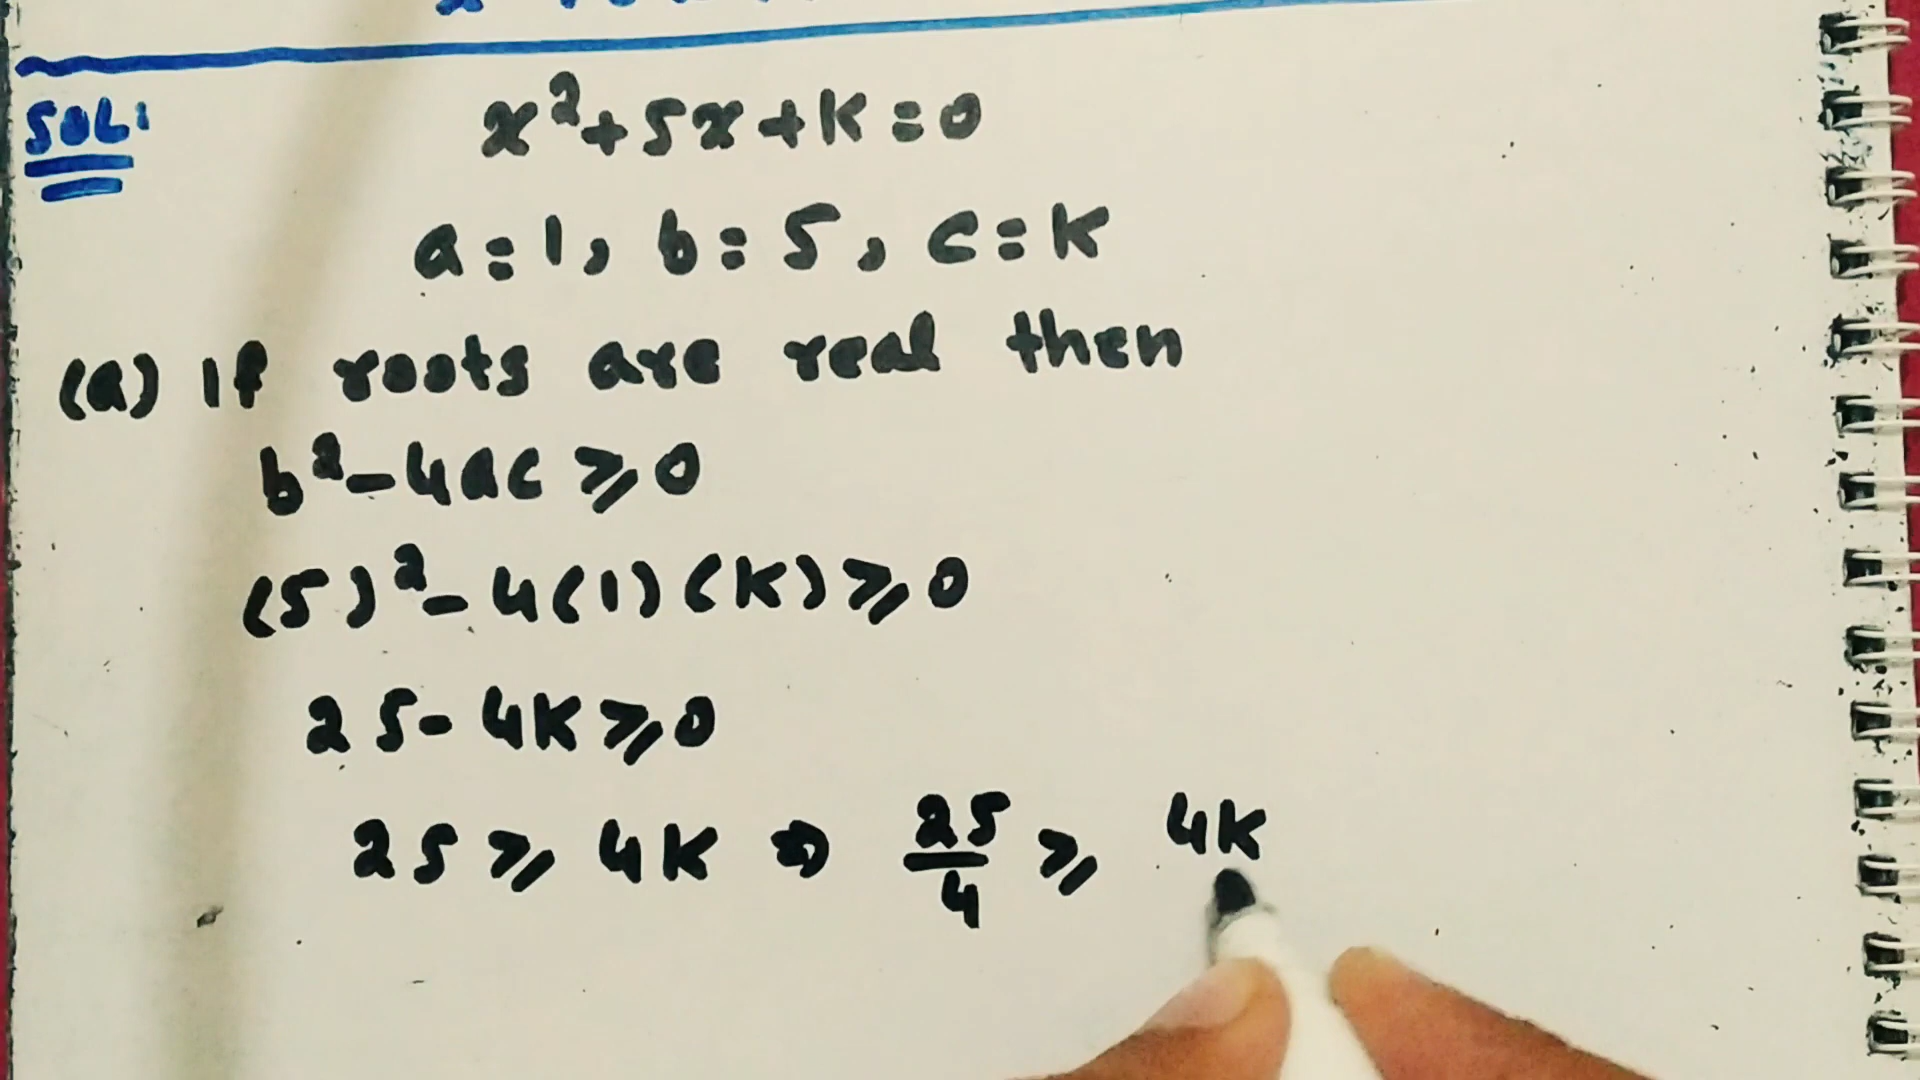 SOL:
x²+5x+K=0
a=1, b=5, c=K
(a) If roots are real then
b²-4ac ⩾ 0
(5)²-4(1)(K) ⩾ 0
25-4K ⩾ 0
25 ⩾ 4K ⇒ 25/4 ⩾ 4K